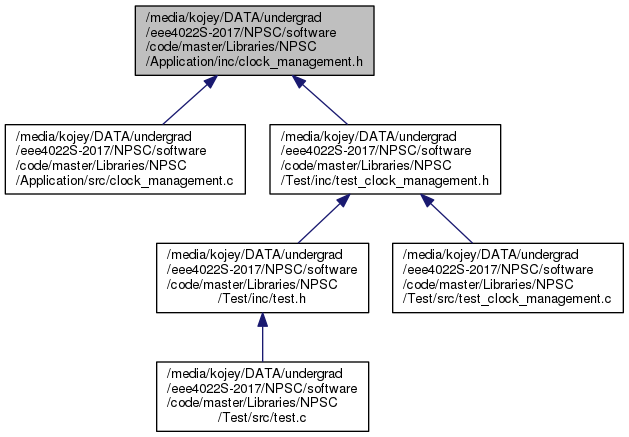 /media/kojey/DATA/undergrad
/eee4022S-2017/NPSC/software
/code/master/Libraries/NPSC
/Application/inc/clock_management.h
/media/kojey/DATA/undergrad
/eee4022S-2017/NPSC/software
/code/master/Libraries/NPSC
/Application/src/clock_management.c
/media/kojey/DATA/undergrad
/eee4022S-2017/NPSC/software
/code/master/Libraries/NPSC
/Test/inc/test_clock_management.h
/media/kojey/DATA/undergrad
/eee4022S-2017/NPSC/software
/code/master/Libraries/NPSC
/Test/inc/test.h
/media/kojey/DATA/undergrad
/eee4022S-2017/NPSC/software
/code/master/Libraries/NPSC
/Test/src/test_clock_management.c
/media/kojey/DATA/undergrad
/eee4022S-2017/NPSC/software
/code/master/Libraries/NPSC
/Test/src/test.c